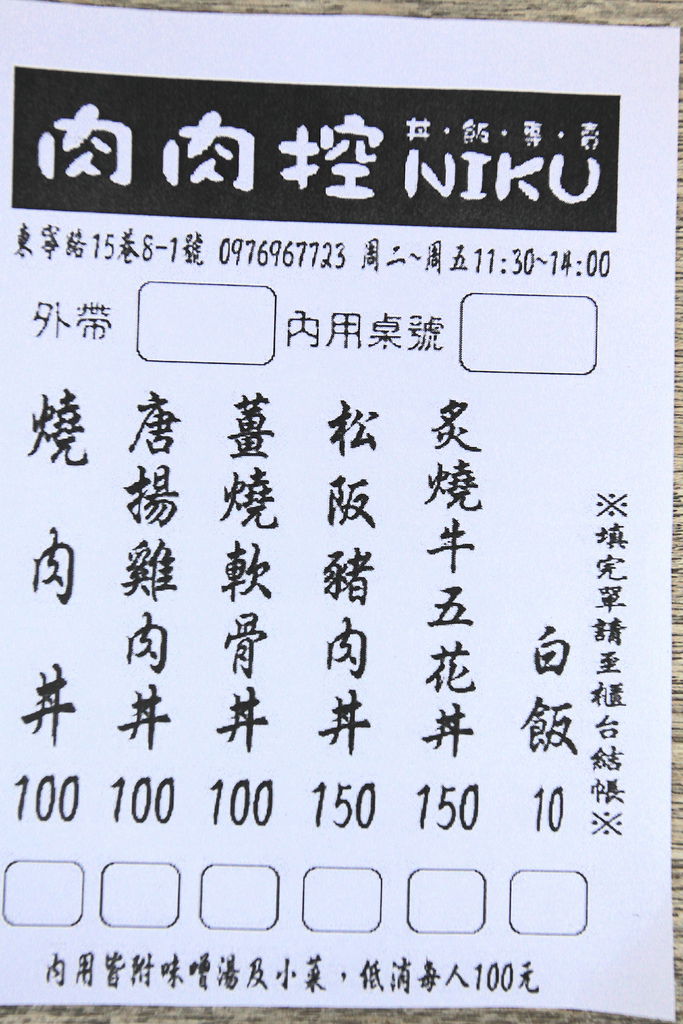 肉肉控
丼·飯·專·賣
NIKU
東寧路15巷8-1號 0976967723 周二~周五11:30~14:00
外帶 內用桌號
燒肉丼 100
唐揚雞肉丼 100
薑燒軟骨丼 100
松阪豬肉丼 150
炙燒牛五花丼 150
白飯 10
※填完單請至櫃台結帳※
內用皆附味噌湯及小菜，低消每人100元